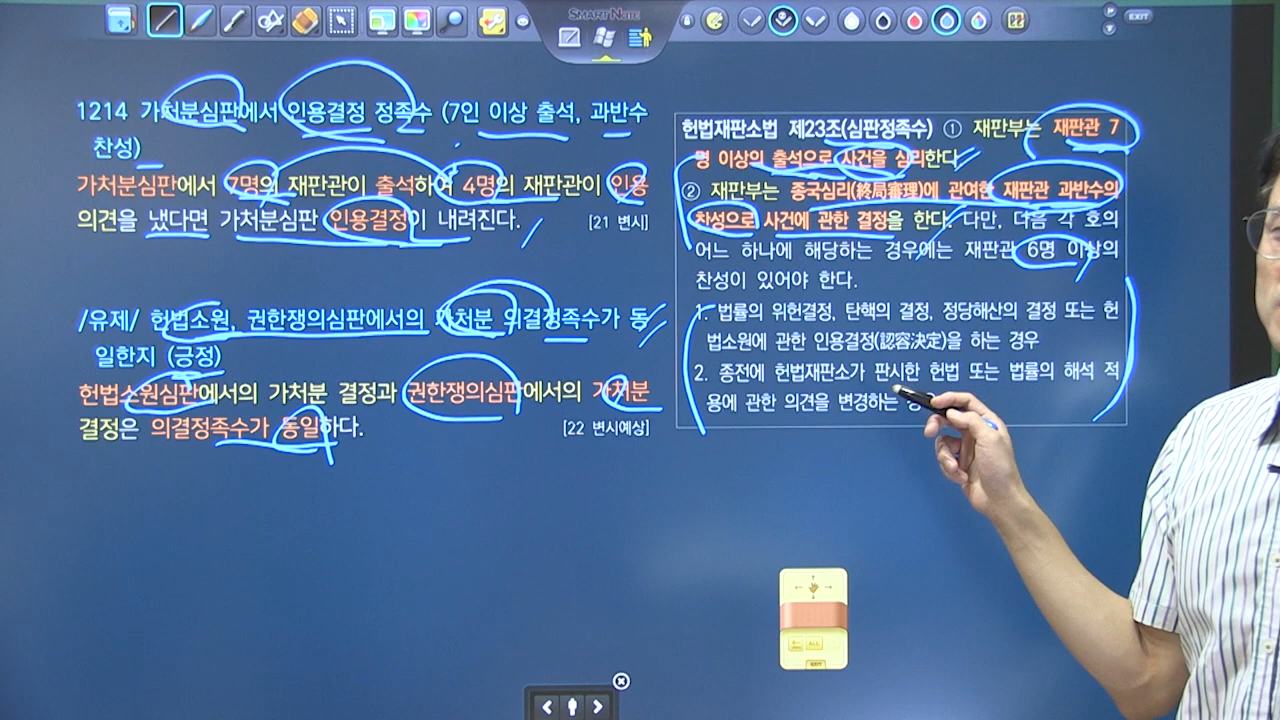 SMART NOTE
EXIT
1214 가처분심판에서 인용결정 정족수 (7인 이상 출석, 과반수
찬성)
가처분심판에서 7명의 재판관이 출석하여 4명의 재판관이 인용
의견을 냈다면 가처분심판 인용결정이 내려진다. [21 변시]
/유제/ 헌법소원, 권한쟁의심판에서의 가처분 의결정족수가 동
일한지 (긍정)
헌법소원심판에서의 가처분 결정과 권한쟁의심판에서의 가처분
결정은 의결정족수가 동일하다. [22 변시예상]
헌법재판소법 제23조(심판정족수) ① 재판부는 재판관 7
명 이상의 출석으로 사건을 심리한다
② 재판부는 종국심리(終局審理)에 관여한 재판관 과반수의
찬성으로 사건에 관한 결정을 한다. 다만, 다음 각 호의
어느 하나에 해당하는 경우에는 재판관 6명 이상의
찬성이 있어야 한다.
1. 법률의 위헌결정, 탄핵의 결정, 정당해산의 결정 또는 헌
법소원에 관한 인용결정(認容決定)을 하는 경우
2. 종전에 헌법재판소가 판시한 헌법 또는 법률의 해석 적
용에 관한 의견을 변경하는
ALL
EXIT